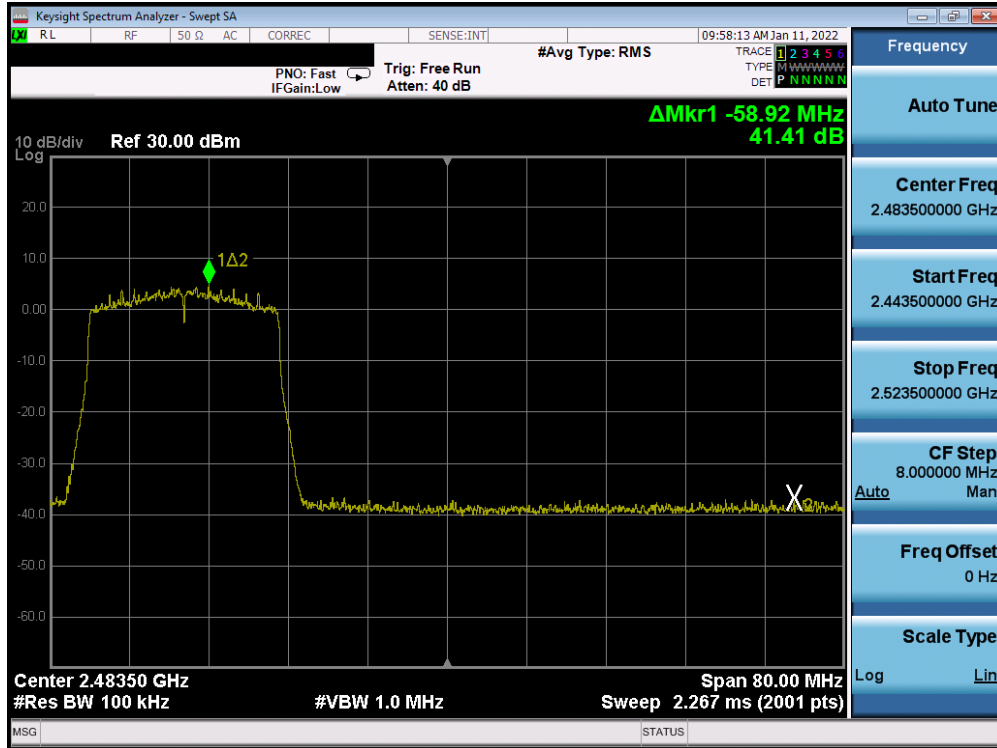 Keysight Spectrum Analyzer - Swept SA
LXI RL RF 50 Ω AC CORREC SENSE:INT 09:58:13 AM Jan 11, 2022
PNO: Fast
IFGain:Low
Trig: Free Run
Atten: 40 dB
#Avg Type: RMS
TRACE 1 2 3 4 5 6
TYPE M WWWWW
DET P N N N N N
ΔMkr1 -58.92 MHz
41.41 dB
10 dB/div Ref 30.00 dBm
Log
20.0
10.0
0.00
-10.0
-20.0
-30.0
-40.0
-50.0
-60.0
1Δ2
X2
Center 2.48350 GHz Span 80.00 MHz
#Res BW 100 kHz #VBW 1.0 MHz Sweep 2.267 ms (2001 pts)
MSG STATUS
Frequency
Auto Tune
Center Freq
2.483500000 GHz
Start Freq
2.443500000 GHz
Stop Freq
2.523500000 GHz
CF Step
8.000000 MHz
Auto Man
Freq Offset
0 Hz
Scale Type
Log Lin